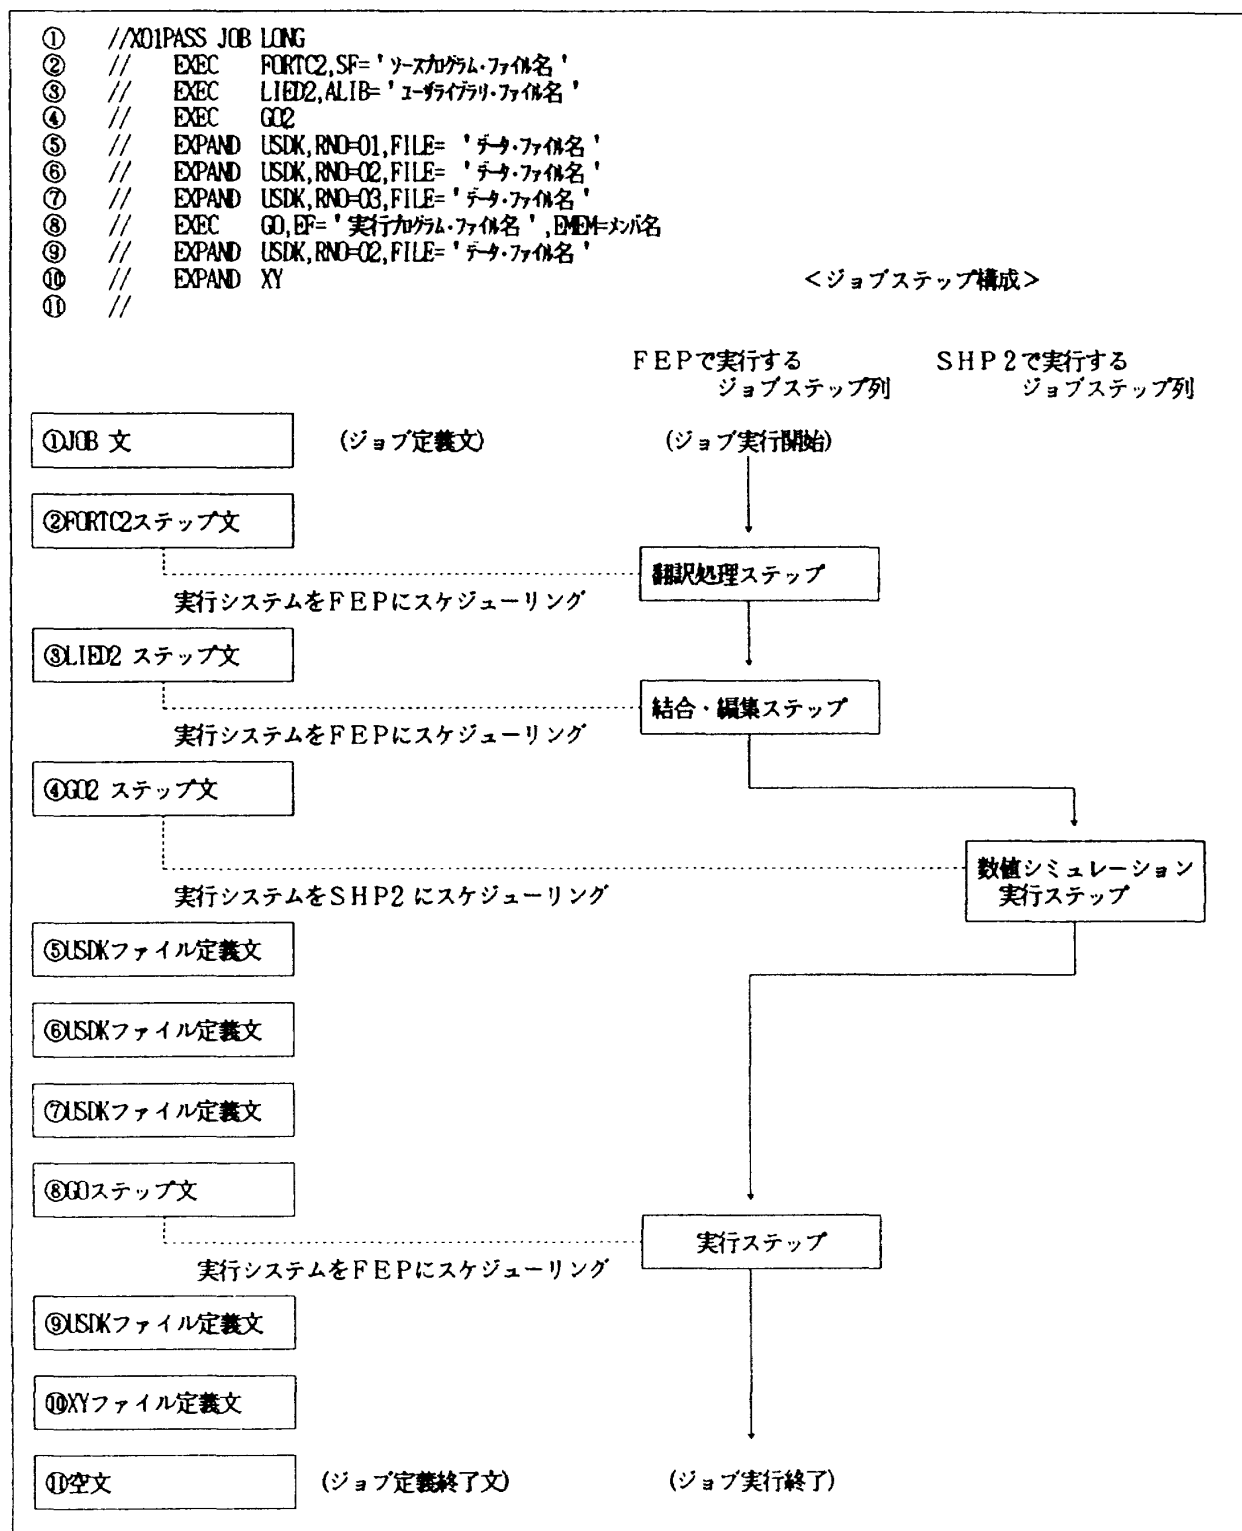 ① //X01PASS JOB LONG
② // EXEC FORTC2,SF=' ソースプログラム・ファイル名 '
③ // EXEC LIED2,ALIB=' ユーザライブラリ・ファイル名 '
④ // EXEC GO2
⑤ // EXPAND USDK,RNO=01,FILE= ' データ・ファイル名 '
⑥ // EXPAND USDK,RNO=02,FILE= ' データ・ファイル名 '
⑦ // EXPAND USDK,RNO=03,FILE= ' データ・ファイル名 '
⑧ // EXEC GO,EF=' 実行プログラム・ファイル名 ',EMEM=メンバ名
⑨ // EXPAND USDK,RNO=02,FILE= ' データ・ファイル名 '
⑩ // EXPAND XY <ジョブステップ構成>
⑪ //
FEPで実行する SHP2で実行する
ジョブステップ列 ジョブステップ列
①JOB 文 (ジョブ定義文) (ジョブ実行開始)
②FORTC2ステップ文
翻訳処理ステップ
実行システムをFEPにスケジューリング
③LIED2 ステップ文
結合・編集ステップ
実行システムをFEPにスケジューリング
④GO2 ステップ文
数値シミュレーション
実行システムをSHP2 にスケジューリング 実行ステップ
⑤USDKファイル定義文
⑥USDKファイル定義文
⑦USDKファイル定義文
⑧GOステップ文
実行ステップ
実行システムをFEPにスケジューリング
⑨USDKファイル定義文
⑩XYファイル定義文
⑪空文 (ジョブ定義終了文) (ジョブ実行終了)